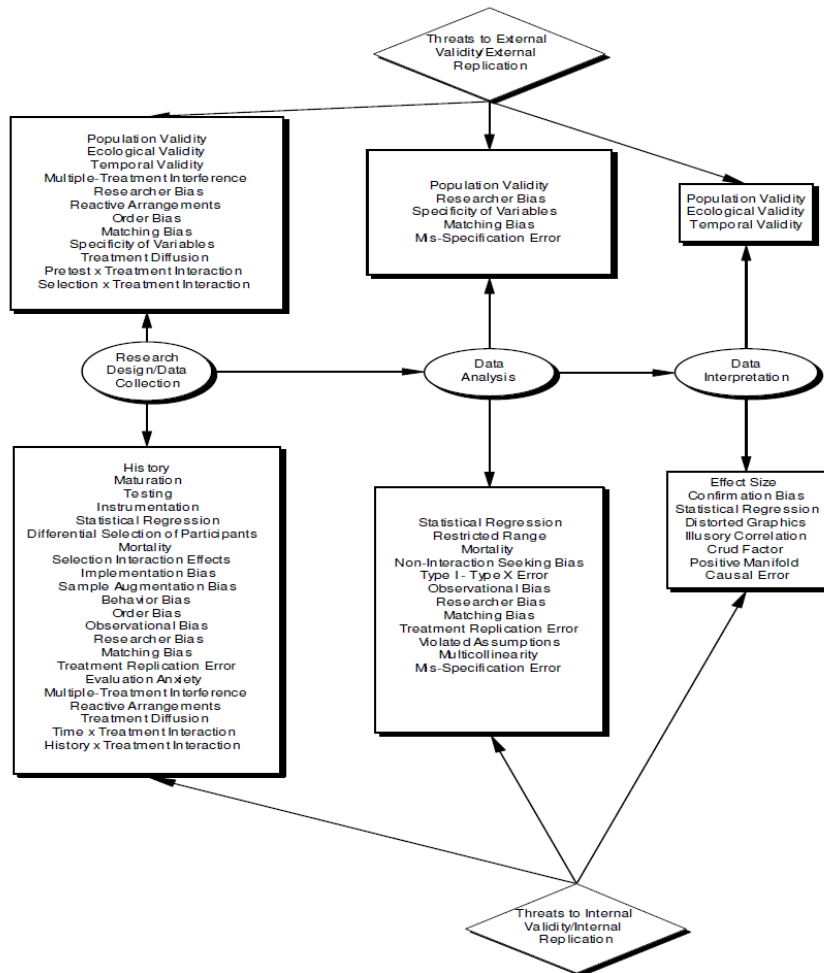 Threats to External
Validity/External
Replication
Population Validity
Ecological Validity
Temporal Validity
Multiple-Treatment Interference
Researcher Bias
Reactive Arrangements
Order Bias
Matching Bias
Specificity of Variables
Treatment Diffusion
Pretest x Treatment Interaction
Selection x Treatment Interaction
Population Validity
Researcher Bias
Specificity of Variables
Matching Bias
Mis-Specification Error
Population Validity
Ecological Validity
Temporal Validity
Research
Design/Data
Collection
Data
Analysis
Data
Interpretation
History
Maturation
Testing
Instrumentation
Statistical Regression
Differential Selection of Participants
Mortality
Selection Interaction Effects
Implementation Bias
Sample Augmentation Bias
Behavior Bias
Order Bias
Observational Bias
Researcher Bias
Matching Bias
Treatment Replication Error
Evaluation Anxiety
Multiple-Treatment Interference
Reactive Arrangements
Treatment Diffusion
Time x Treatment Interaction
History x Treatment Interaction
Statistical Regression
Restricted Range
Mortality
Non-Interaction Seeking Bias
Type I - Type X Error
Observational Bias
Researcher Bias
Matching Bias
Treatment Replication Error
Violated Assumptions
Multicollinearity
Mis-Specification Error
Effect Size
Confirmation Bias
Statistical Regression
Distorted Graphics
Illusory Correlation
Crud Factor
Positive Manifold
Causal Error
Threats to Internal
Validity/Internal
Replication